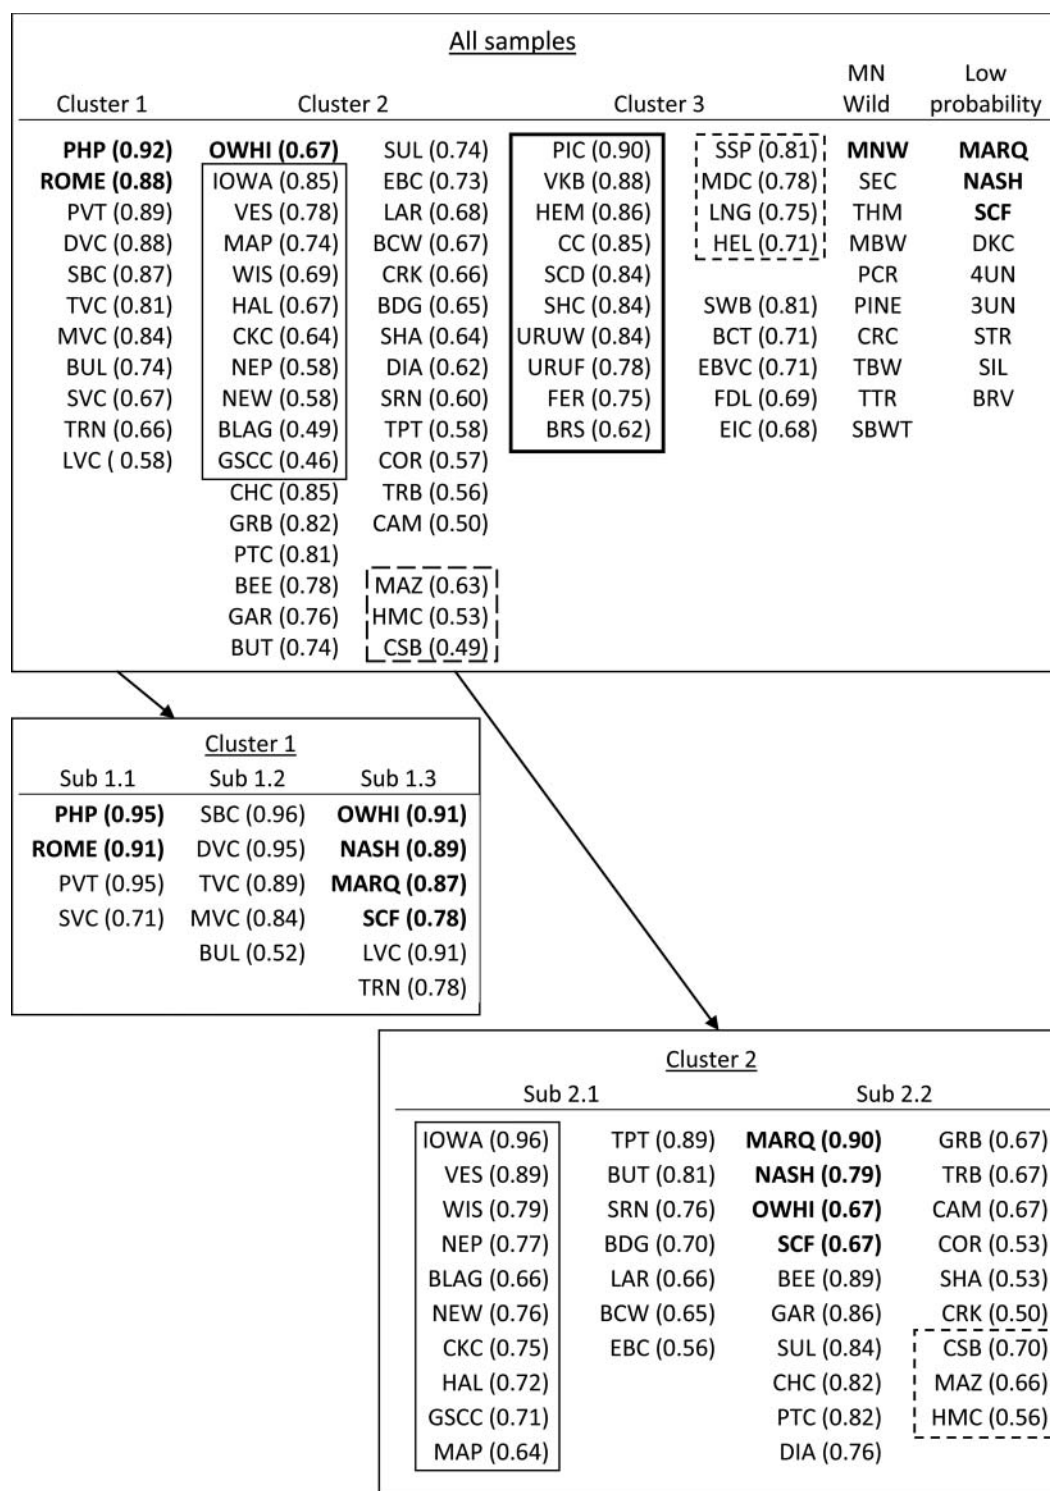 All samples
MN Low
Cluster 1 Cluster 2 Cluster 3 Wild probability
PHP (0.92) OWHI (0.67) SUL (0.74) PIC (0.90) SSP (0.81) MNW MARQ
ROME (0.88) IOWA (0.85) EBC (0.73) VKB (0.88) MDC (0.78) SEC NASH
PVT (0.89) VES (0.78) LAR (0.68) HEM (0.86) LNG (0.75) THM SCF
DVC (0.88) MAP (0.74) BCW (0.67) CC (0.85) HEL (0.71) MBW DKC
SBC (0.87) WIS (0.69) CRK (0.66) SCD (0.84) PCR 4UN
TVC (0.81) HAL (0.67) BDG (0.65) SHC (0.84) SWB (0.81) PINE 3UN
MVC (0.84) CKC (0.64) SHA (0.64) URUW (0.84) BCT (0.71) CRC STR
BUL (0.74) NEP (0.58) DIA (0.62) URUF (0.78) EBVC (0.71) TBW SIL
SVC (0.67) NEW (0.58) SRN (0.60) FER (0.75) FDL (0.69) TTR BRV
TRN (0.66) BLAG (0.49) TPT (0.58) BRS (0.62) EIC (0.68) SBWT
LVC ( 0.58) GSCC (0.46) COR (0.57)
CHC (0.85) TRB (0.56)
GRB (0.82) CAM (0.50)
PTC (0.81)
BEE (0.78) MAZ (0.63)
GAR (0.76) HMC (0.53)
BUT (0.74) CSB (0.49)
Cluster 1
Sub 1.1 Sub 1.2 Sub 1.3
PHP (0.95) SBC (0.96) OWHI (0.91)
ROME (0.91) DVC (0.95) NASH (0.89)
PVT (0.95) TVC (0.89) MARQ (0.87)
SVC (0.71) MVC (0.84) SCF (0.78)
BUL (0.52) LVC (0.91)
TRN (0.78)
Cluster 2
Sub 2.1 Sub 2.2
IOWA (0.96) TPT (0.89) MARQ (0.90) GRB (0.67)
VES (0.89) BUT (0.81) NASH (0.79) TRB (0.67)
WIS (0.79) SRN (0.76) OWHI (0.67) CAM (0.67)
NEP (0.77) BDG (0.70) SCF (0.67) COR (0.53)
BLAG (0.66) LAR (0.66) BEE (0.89) SHA (0.53)
NEW (0.76) BCW (0.65) GAR (0.86) CRK (0.50)
CKC (0.75) EBC (0.56) SUL (0.84) CSB (0.70)
HAL (0.72) CHC (0.82) MAZ (0.66)
GSCC (0.71) PTC (0.82) HMC (0.56)
MAP (0.64) DIA (0.76)